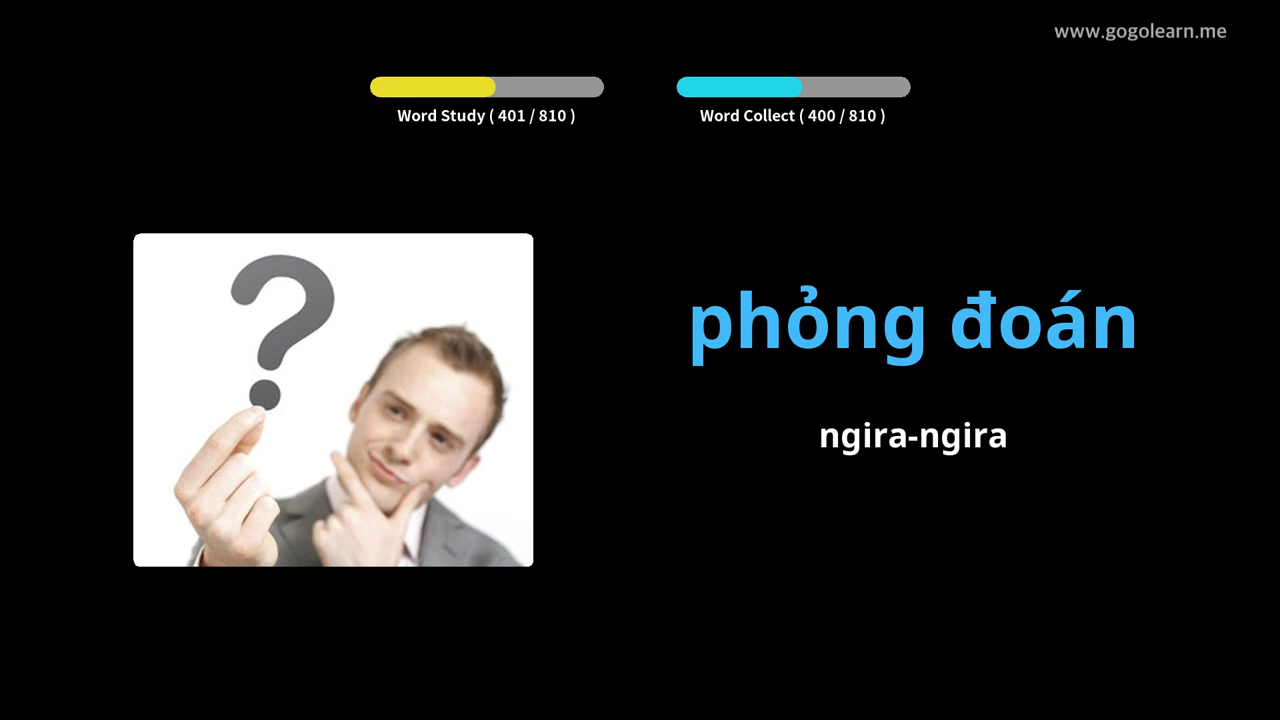 www.gogolearn.me
Word Study ( 401 / 810 )
Word Collect ( 400 / 810 )
phỏng đoán
ngira-ngira